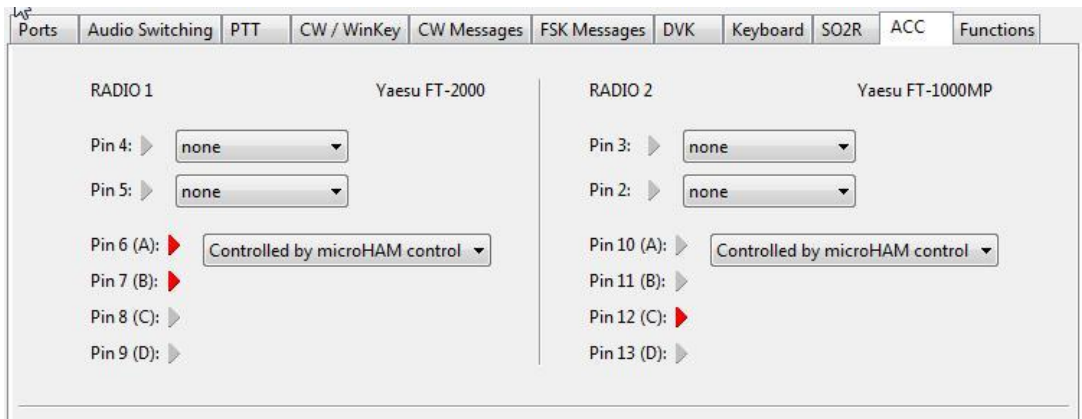 Ports Audio Switching PTT CW / WinKey CW Messages FSK Messages DVK Keyboard SO2R ACC Functions
RADIO 1 Yaesu FT-2000
Pin 4: none
Pin 5: none
Pin 6 (A): Controlled by microHAM control
Pin 7 (B):
Pin 8 (C):
Pin 9 (D):
RADIO 2 Yaesu FT-1000MP
Pin 3: none
Pin 2: none
Pin 10 (A): Controlled by microHAM control
Pin 11 (B):
Pin 12 (C):
Pin 13 (D):